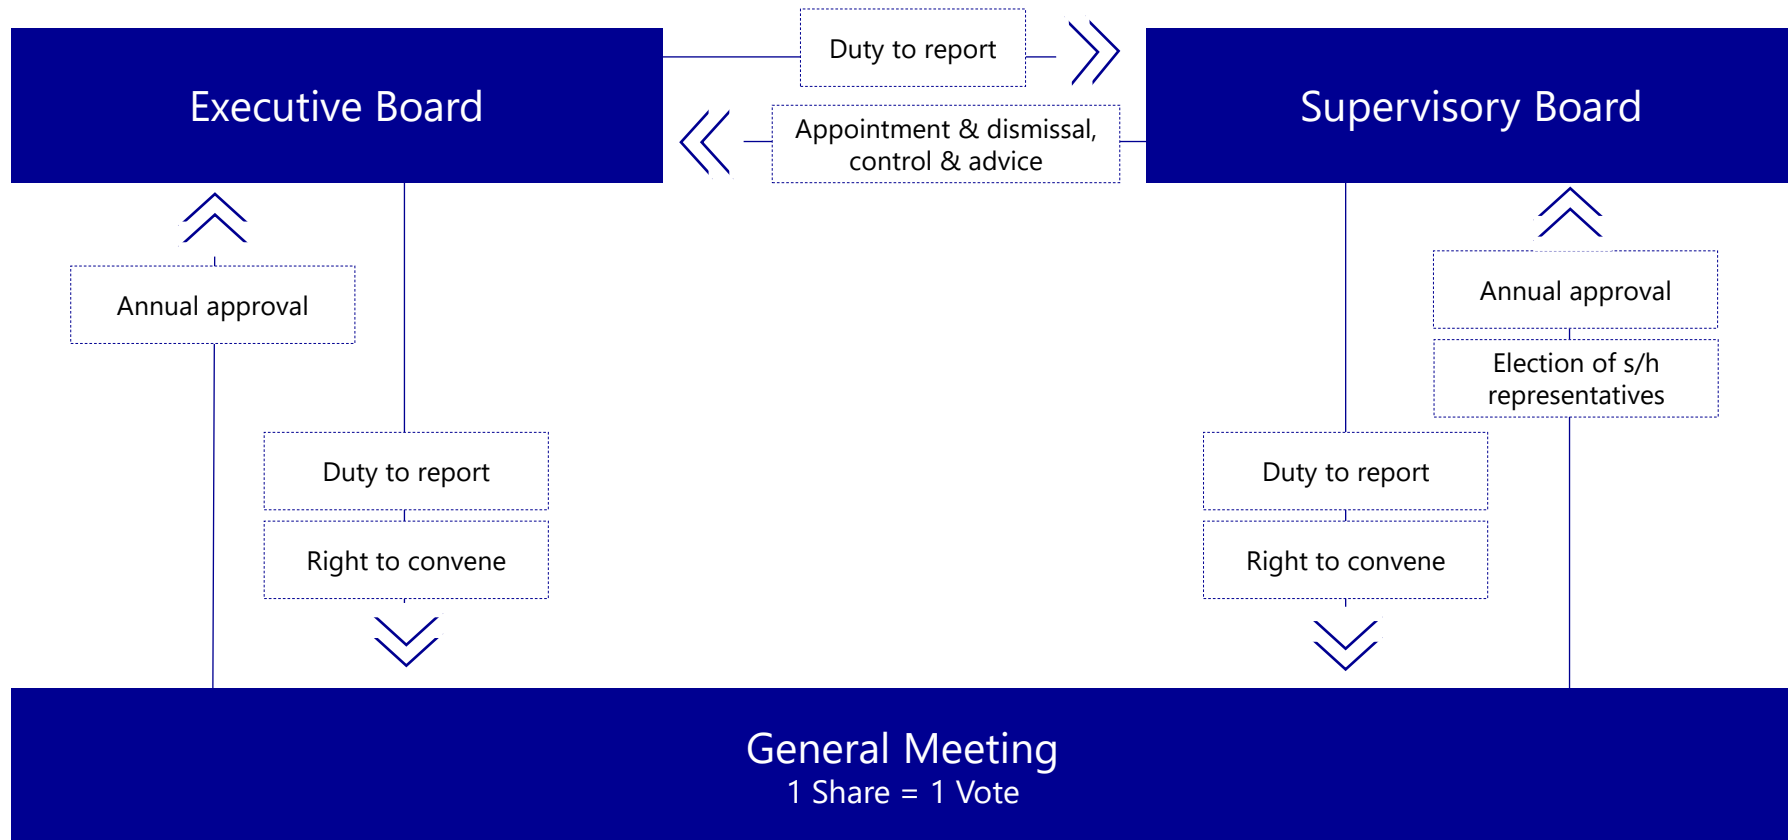 Duty to report
Executive Board
Supervisory Board
Appointment & dismissal,
control & advice
Annual approval
Annual approval
Election of s/h
representatives
Duty to report
Right to convene
Duty to report
Right to convene
General Meeting
1 Share = 1 Vote